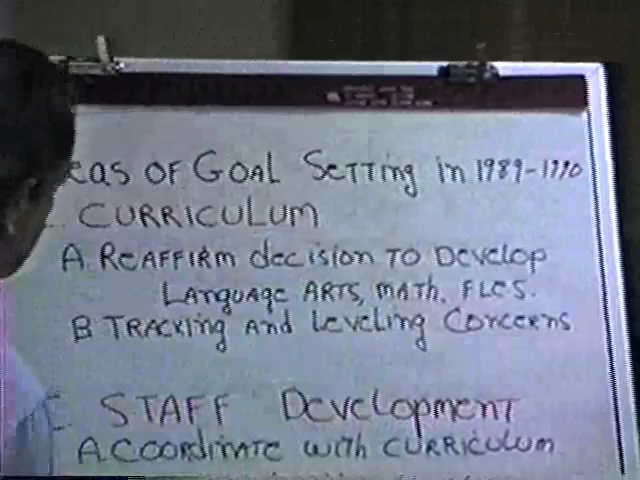 eas OF GOAL SeTTing in 1989-1990
CURRICULUM
A ReAFFIRM decision TO Develop
LAnguAge ARTS, mATH, FLES.
B TRACKing And Leveling Concerns
STAFF Development
A COORdinATE with CURRICULUM